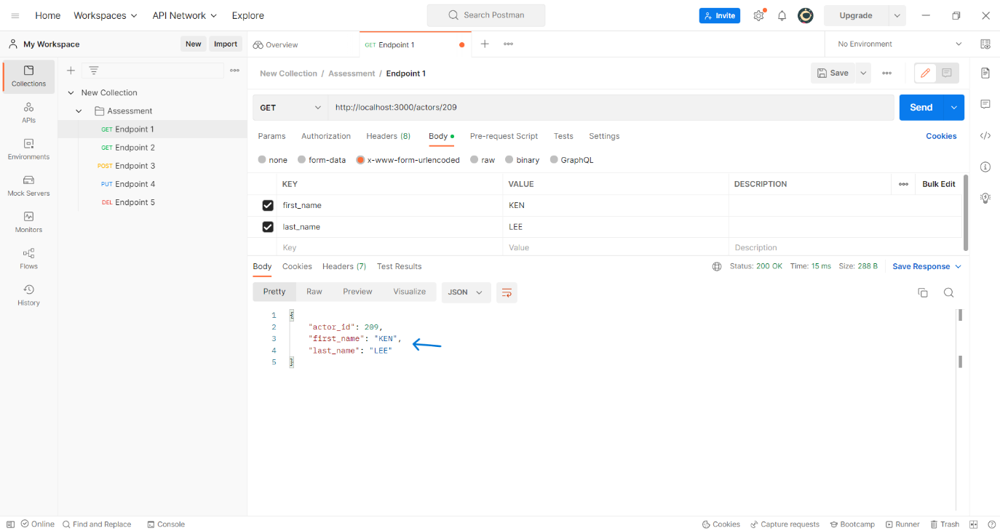 Home Workspaces API Network Explore Search Postman Invite Upgrade
My Workspace New Import Overview GET Endpoint 1 No Environment
Collections
APIs
Environments
Mock Servers
Monitors
Flows
History
New Collection
Assessment
GET Endpoint 1
GET Endpoint 2
POST Endpoint 3
PUT Endpoint 4
DEL Endpoint 5
New Collection / Assessment / Endpoint 1 Save
GET http://localhost:3000/actors/209 Send
Params Authorization Headers (8) Body Pre-request Script Tests Settings Cookies
none form-data x-www-form-urlencoded raw binary GraphQL
KEY VALUE DESCRIPTION Bulk Edit
first_name KEN
last_name LEE
Key Value Description
Body Cookies Headers (7) Test Results Status: 200 OK Time: 15 ms Size: 288 B Save Response
Pretty Raw Preview Visualize JSON
1 {
2 "actor_id": 209,
3 "first_name": "KEN",
4 "last_name": "LEE"
5 }
Online Find and Replace Console Cookies Capture requests Bootcamp Runner Trash